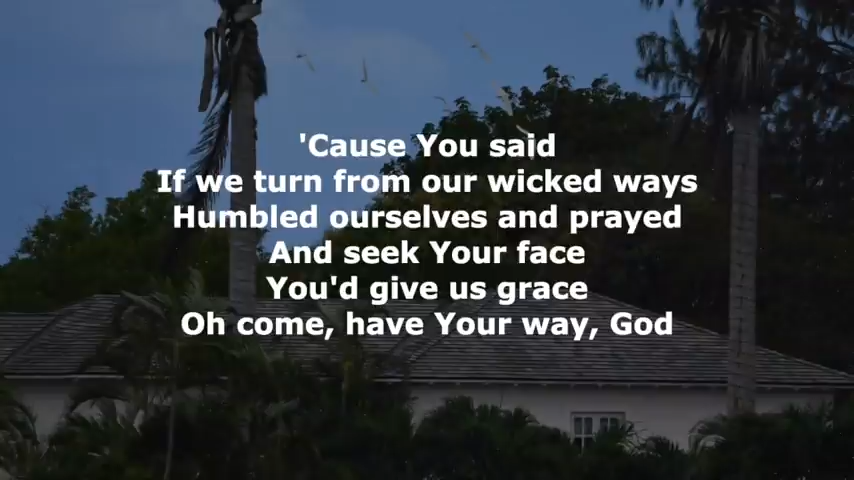 'Cause You said
If we turn from our wicked ways
Humbled ourselves and prayed
And seek Your face
You'd give us grace
Oh come, have Your way, God